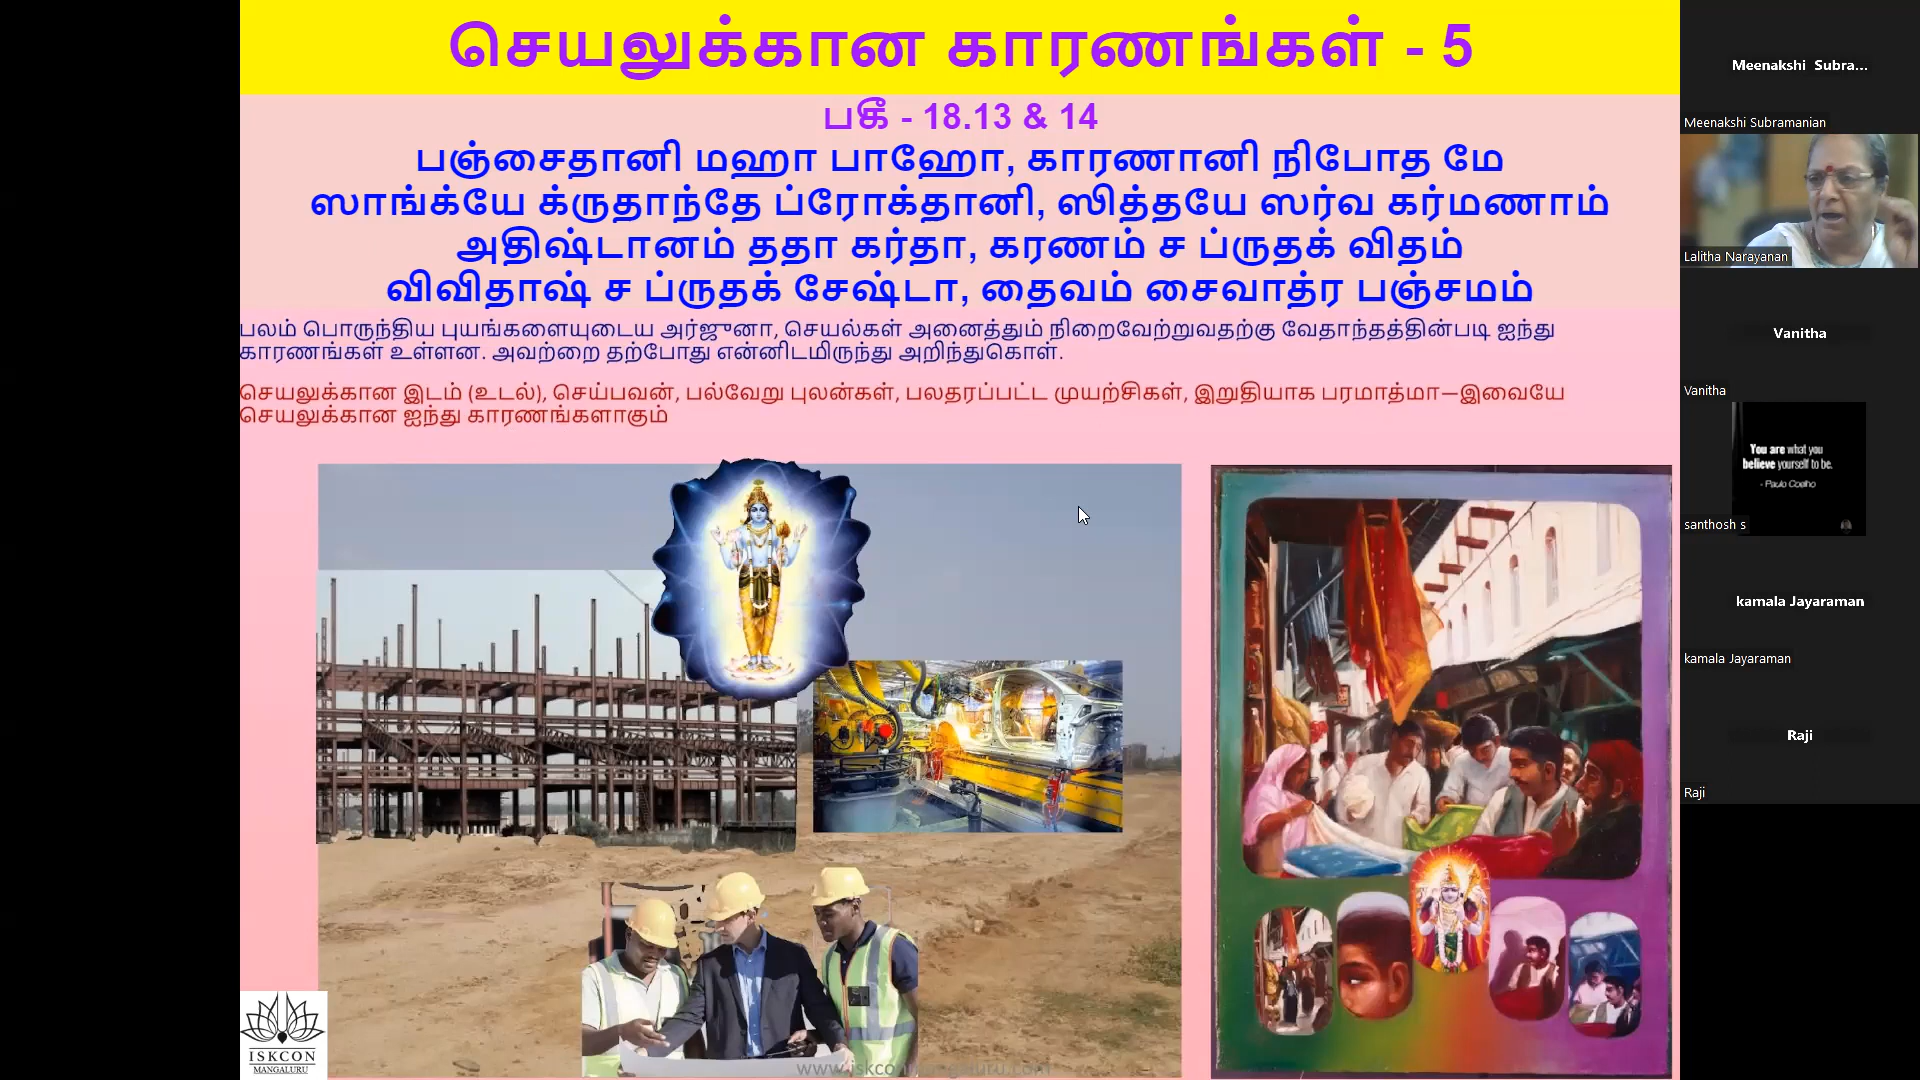 செயலுக்கான காரணங்கள் - 5
பகீ - 18.13 & 14
பஞ்சைதானி மஹா பாஹோ, காரணானி நிபோத மே
ஸாங்க்யே க்ருதாந்தே ப்ரோக்தானி, ஸித்தயே ஸர்வ கர்மணாம்
அதிஷ்டானம் ததா கர்தா, கரணம் ச ப்ருதக் விதம்
விவிதாஷ் ச ப்ருதக் சேஷ்டா, தைவம் சைவாத்ர பஞ்சமம்
பலம் பொருந்திய புயங்களையுடைய அர்ஜுனா, செயல்கள் அனைத்தும் நிறைவேற்றுவதற்கு வேதாந்தத்தின்படி ஐந்து
காரணங்கள் உள்ளன. அவற்றை தற்போது என்னிடமிருந்து அறிந்துகொள்.
செயலுக்கான இடம் (உடல்), செய்பவன், பல்வேறு புலன்கள், பலதரப்பட்ட முயற்சிகள், இறுதியாக பரமாத்மா—இவையே
செயலுக்கான ஐந்து காரணங்களாகும்
ISKCON
MANGALURU
Meenakshi Subra...
Meenakshi Subramanian
Lalitha Narayanan
Vanitha
Vanitha
You are what you
believe yourself to be.
- Paulo Coelho
santhosh s
kamala Jayaraman
kamala Jayaraman
Raji
Raji